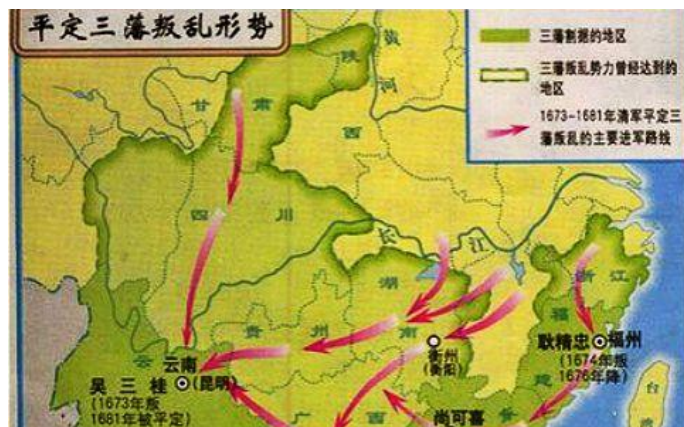 平定三藩叛乱形势
三藩割据的地区
三藩叛乱势力曾经达到的
地区
1673-1681年清军平定三
藩叛乱的主要进军路线
黄
河
陕
西
甘
肃
四
川
长
江
湖
南
浙
江
福
建
贵
州
云南
(昆明)
云
吴三桂
(1673年叛
1681年被平定)
衡州
(衡阳)
耿精忠
福州
(1674年叛
1676年降)
广
西
尚可喜
台